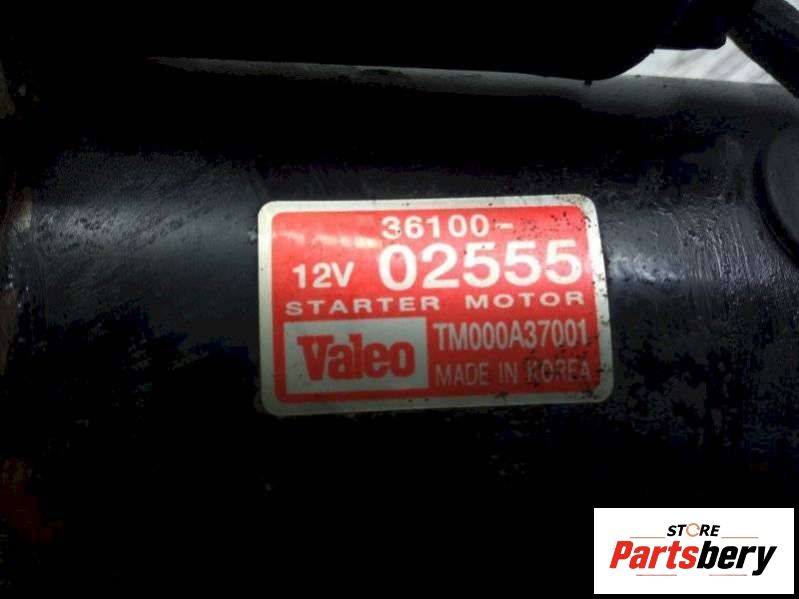 36100-
12V 02555
STARTER MOTOR
Valeo TM000A37001
MADE IN KOREA
STORE
Partsbery